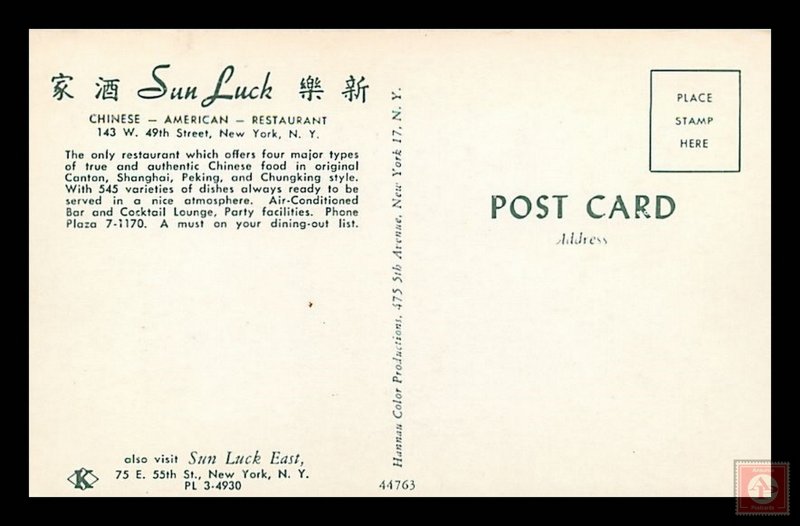 家 酒 Sun Luck 樂 新
CHINESE — AMERICAN — RESTAURANT
143 W. 49th Street, New York, N. Y.
The only restaurant which offers four major types
of true and authentic Chinese food in original
Canton, Shanghai, Peking, and Chungking style.
With 545 varieties of dishes always ready to be
served in a nice atmosphere. Air-Conditioned
Bar and Cocktail Lounge, Party facilities. Phone
Plaza 7-1170. A must on your dining-out list.
also visit Sun Luck East,
75 E. 55th St., New York, N. Y.
PL 3-4930
K
Hannau Color Productions, 475 5th Avenue, New York 17, N. Y.
44763
PLACE
STAMP
HERE
POST CARD
Address
Postcards